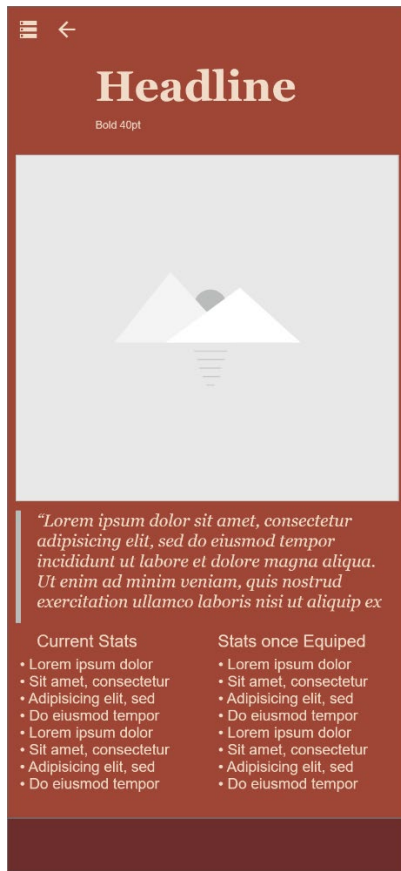 Headline
Bold 40pt
“Lorem ipsum dolor sit amet, consectetur
adipisicing elit, sed do eiusmod tempor
incididunt ut labore et dolore magna aliqua.
Ut enim ad minim veniam, quis nostrud
exercitation ullamco laboris nisi ut aliquip ex
Current Stats
• Lorem ipsum dolor
• Sit amet, consectetur
• Adipisicing elit, sed
• Do eiusmod tempor
• Lorem ipsum dolor
• Sit amet, consectetur
• Adipisicing elit, sed
• Do eiusmod tempor
Stats once Equiped
• Lorem ipsum dolor
• Sit amet, consectetur
• Adipisicing elit, sed
• Do eiusmod tempor
• Lorem ipsum dolor
• Sit amet, consectetur
• Adipisicing elit, sed
• Do eiusmod tempor